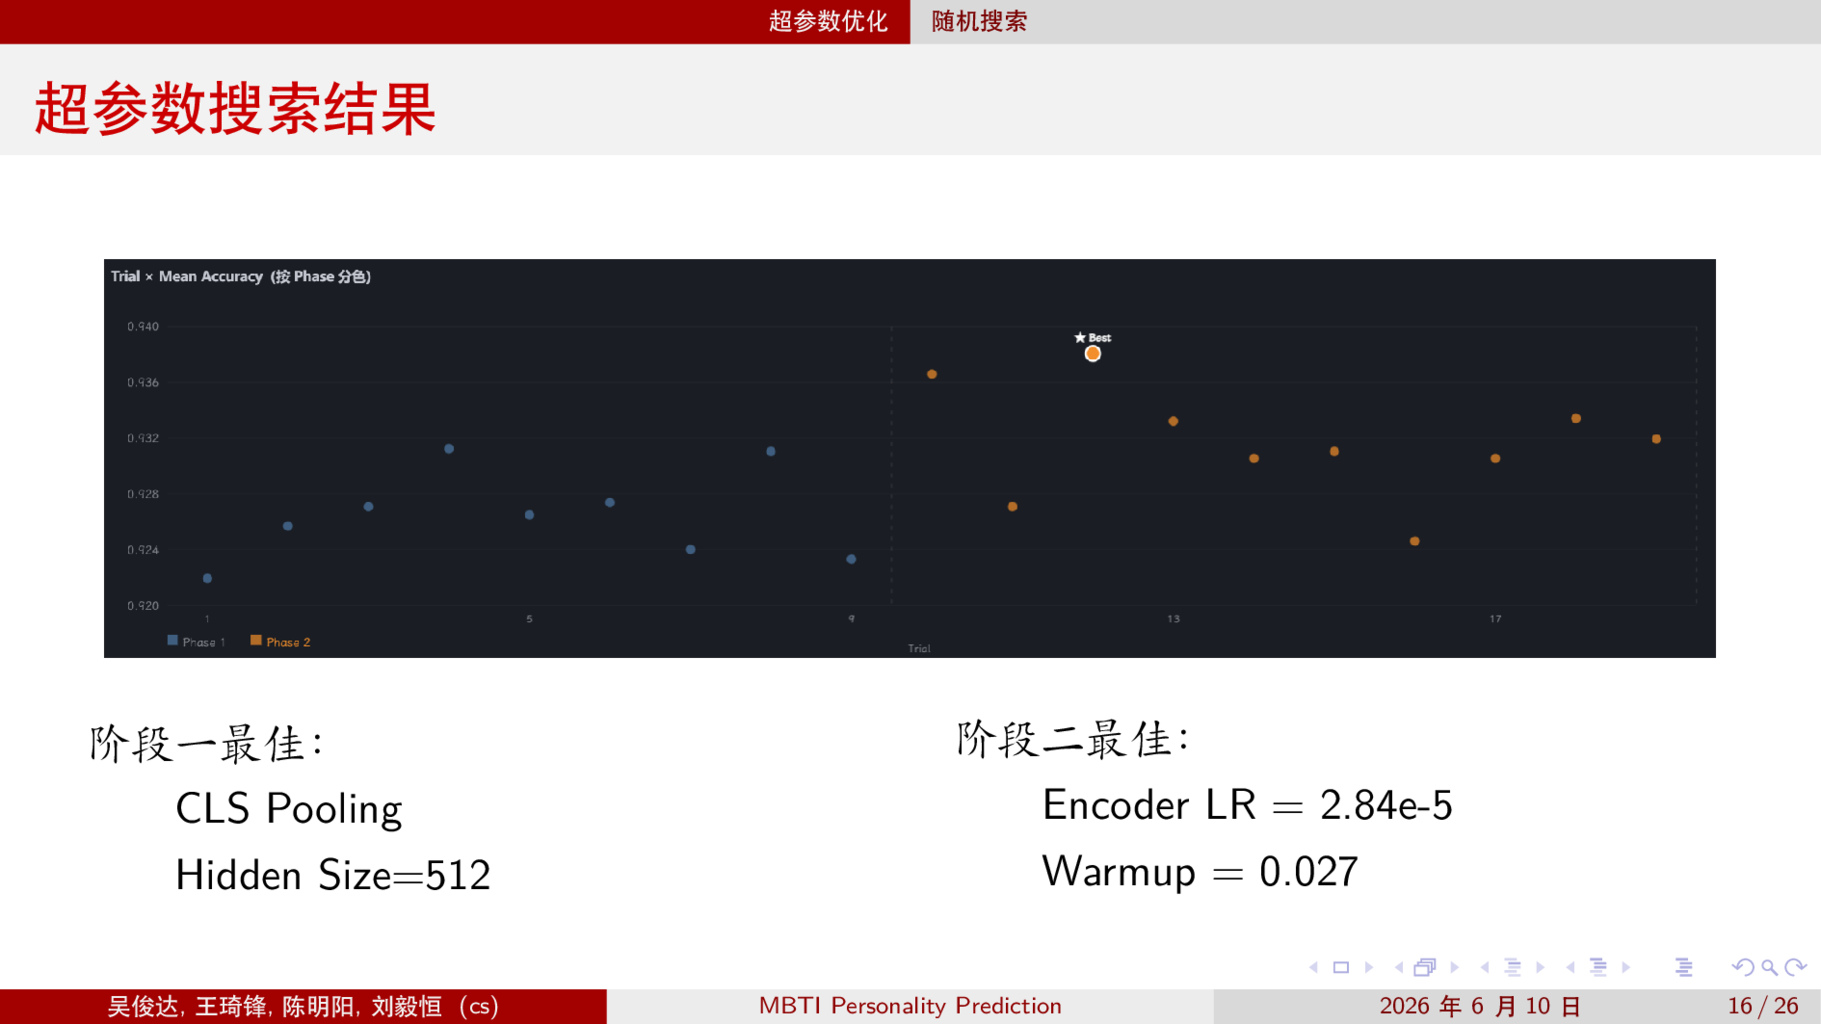 超参数优化 随机搜索
超参数搜索结果
Trial × Mean Accuracy (按 Phase 分色)
0.940
0.936
0.932
0.928
0.924
0.920
★ Best
1 5 9 13 17
Trial
Phase 1 Phase 2
阶段一最佳:
CLS Pooling
Hidden Size=512
阶段二最佳:
Encoder LR = 2.84e-5
Warmup = 0.027
吴俊达, 王琦锋, 陈明阳, 刘毅恒 (cs) MBTI Personality Prediction 2026 年 6 月 10 日 16 / 26